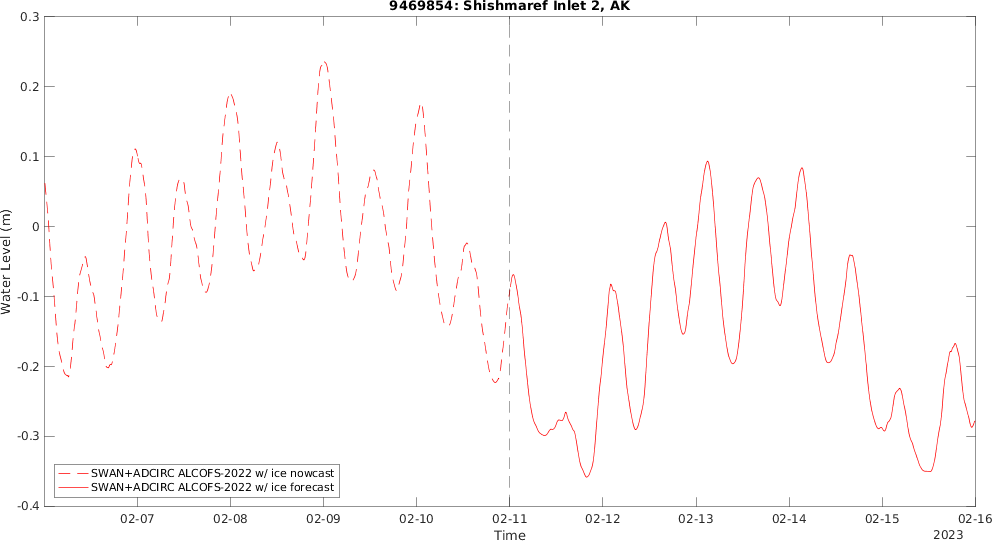 9469854: Shishmaref Inlet 2, AK
0.3
0.2
0.1
0
-0.1
-0.2
-0.3
-0.4
Water Level (m)
SWAN+ADCIRC ALCOFS-2022 w/ ice nowcast
SWAN+ADCIRC ALCOFS-2022 w/ ice forecast
02-07 02-08 02-09 02-10 02-11 02-12 02-13 02-14 02-15 02-16
Time
2023